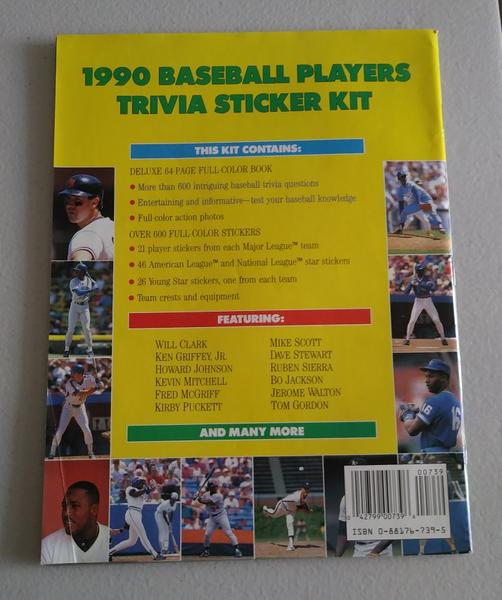 1990 BASEBALL PLAYERS
TRIVIA STICKER KIT
THIS KIT CONTAINS:
DELUXE 64-PAGE FULL-COLOR BOOK
• More than 600 intriguing baseball trivia questions
• Entertaining and informative—test your baseball knowledge
• Full-color action photos
OVER 600 FULL-COLOR STICKERS
• 21 player stickers from each Major League™ team
• 46 American League™ and National League™ star stickers
• 26 Young Star stickers, one from each team
• Team crests and equipment
FEATURING:
WILL CLARK
KEN GRIFFEY, JR.
HOWARD JOHNSON
KEVIN MITCHELL
FRED MCGRIFF
KIRBY PUCKETT
MIKE SCOTT
DAVE STEWART
RUBEN SIERRA
BO JACKSON
JEROME WALTON
TOM GORDON
AND MANY MORE
16
00739
42799 00739
ISBN 0-88176-739-5